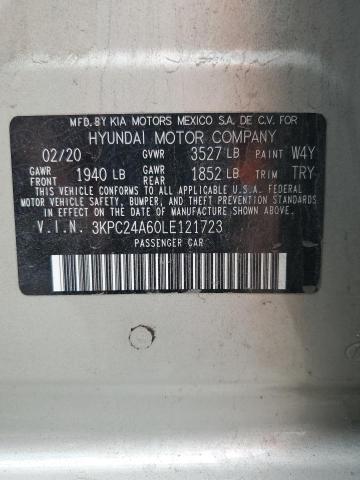 MFD. BY KIA MOTORS MEXICO S.A. DE C.V. FOR
HYUNDAI MOTOR COMPANY
02/20 GVWR 3527 LB PAINT W4Y
GAWR FRONT 1940 LB GAWR REAR 1852 LB TRIM TRY
THIS VEHICLE CONFORMS TO ALL APPLICABLE U.S.A. FEDERAL
MOTOR VEHICLE SAFETY, BUMPER, AND THEFT PREVENTION STANDARDS
IN EFFECT ON THE DATE OF MANUFACTURE SHOWN ABOVE.
V.I.N. 3KPC24A60LE121723
PASSENGER CAR